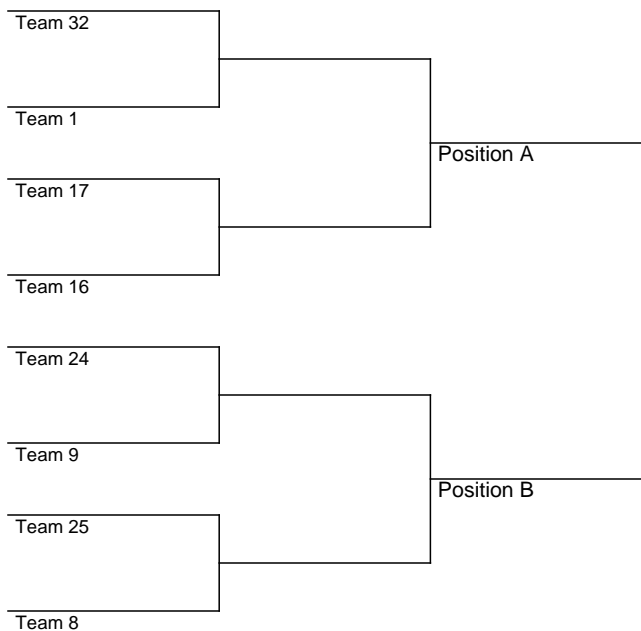 Team 32
Team 1
Position A
Team 17
Team 16
Team 24
Team 9
Position B
Team 25
Team 8